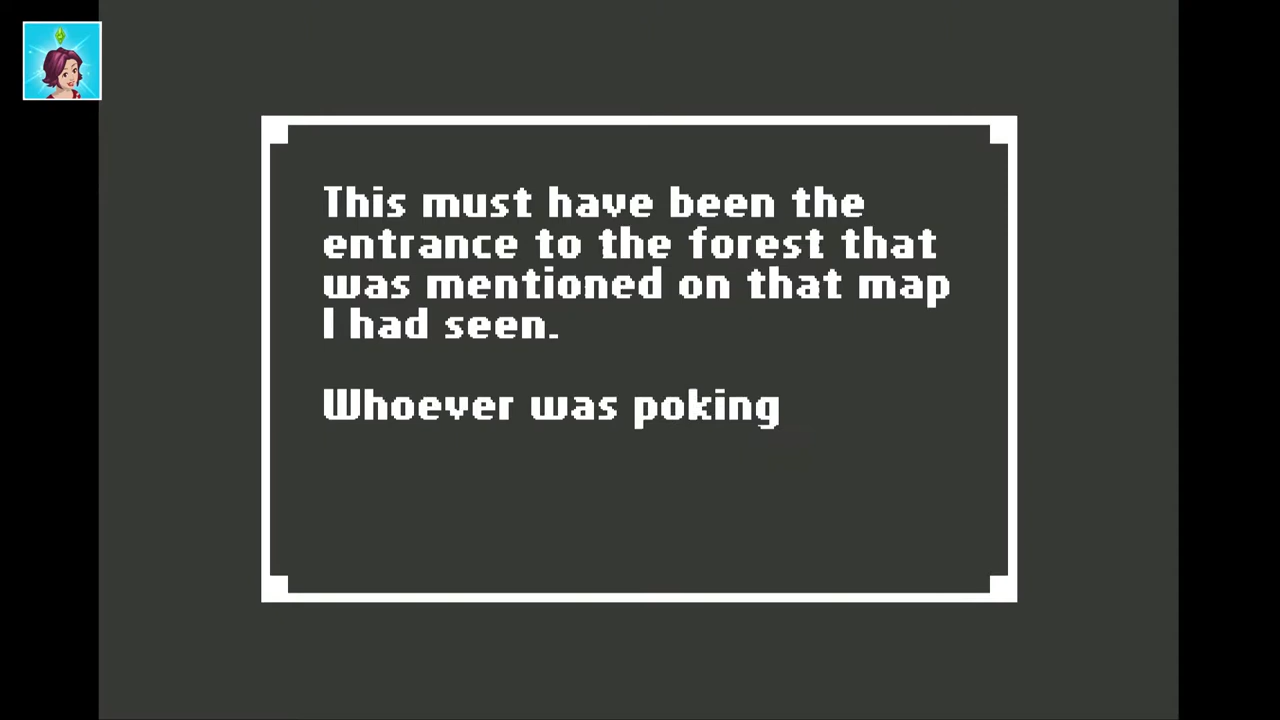 This must have been the
entrance to the forest that
was mentioned on that map
I had seen.
Whoever was poking